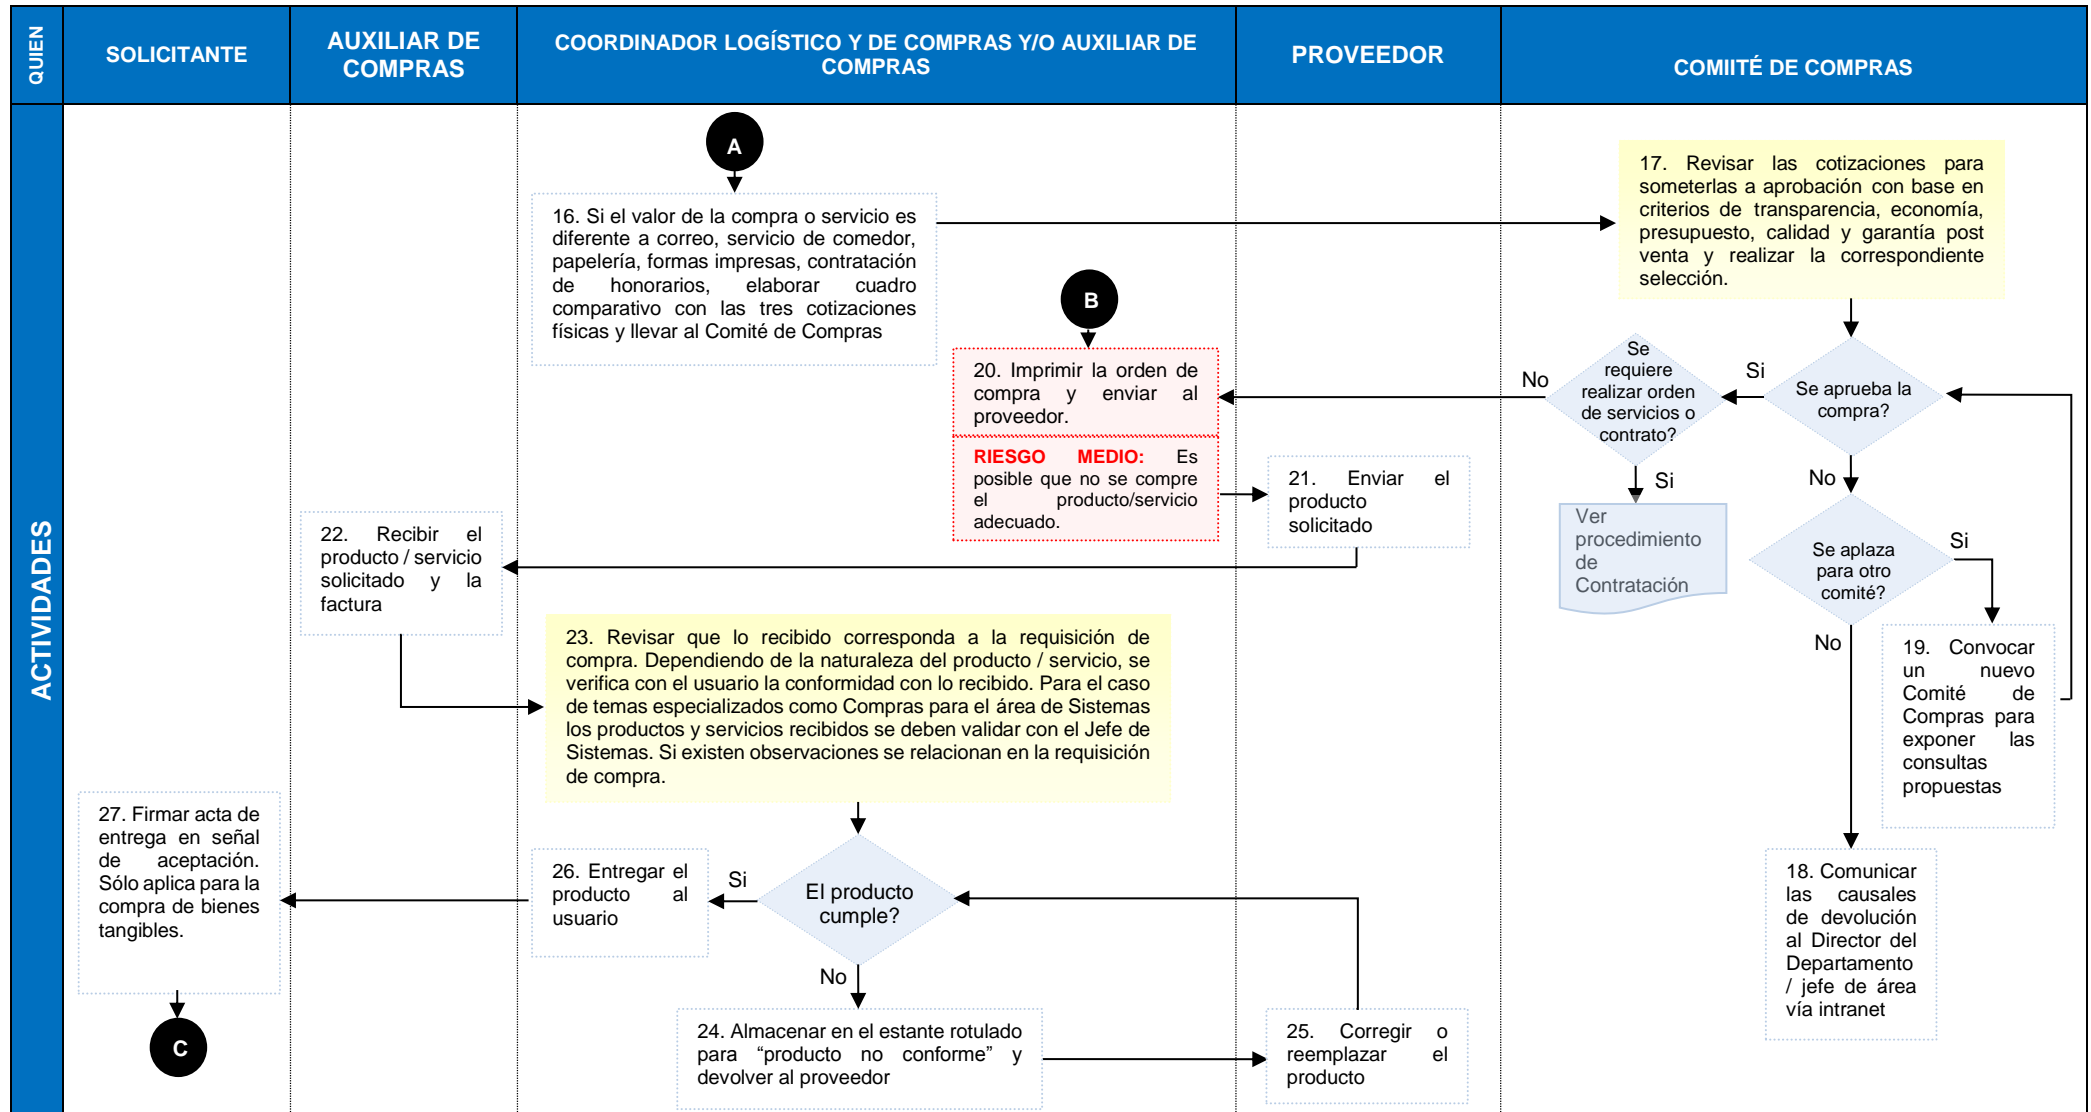 QUIEN
SOLICITANTE
AUXILIAR DE
COMPRAS
COORDINADOR LOGÍSTICO Y DE COMPRAS Y/O AUXILIAR DE
COMPRAS
PROVEEDOR
COMIITÉ DE COMPRAS
ACTIVIDADES
A
16. Si el valor de la compra o servicio es
diferente a correo, servicio de comedor,
papelería, formas impresas, contratación
de honorarios, elaborar cuadro
comparativo con las tres cotizaciones
físicas y llevar al Comité de Compras
17. Revisar las cotizaciones para
someterlas a aprobación con base en
criterios de transparencia, economía,
presupuesto, calidad y garantía post
venta y realizar la correspondiente
selección.
B
20. Imprimir la orden de
compra y enviar al
proveedor.
RIESGO MEDIO: Es
posible que no se compre
el producto/servicio
adecuado.
No
Se
requiere
realizar orden
de servicios o
contrato?
Si
Se aprueba la
compra?
Si
No
Ver
procedimiento
de
Contratación
Se aplaza
para otro
comité?
Si
No
21. Enviar el
producto
solicitado
22. Recibir el
producto / servicio
solicitado y la
factura
23. Revisar que lo recibido corresponda a la requisición de
compra. Dependiendo de la naturaleza del producto / servicio, se
verifica con el usuario la conformidad con lo recibido. Para el caso
de temas especializados como Compras para el área de Sistemas
los productos y servicios recibidos se deben validar con el Jefe de
Sistemas. Si existen observaciones se relacionan en la requisición
de compra.
19. Convocar
un nuevo
Comité de
Compras para
exponer las
consultas
propuestas
27. Firmar acta de
entrega en señal
de aceptación.
Sólo aplica para la
compra de bienes
tangibles.
26. Entregar el
producto al
usuario
Si
El producto
cumple?
No
18. Comunicar
las causales
de devolución
al Director del
Departamento
/ jefe de área
vía intranet
C
24. Almacenar en el estante rotulado
para “producto no conforme” y
devolver al proveedor
25. Corregir o
reemplazar el
producto